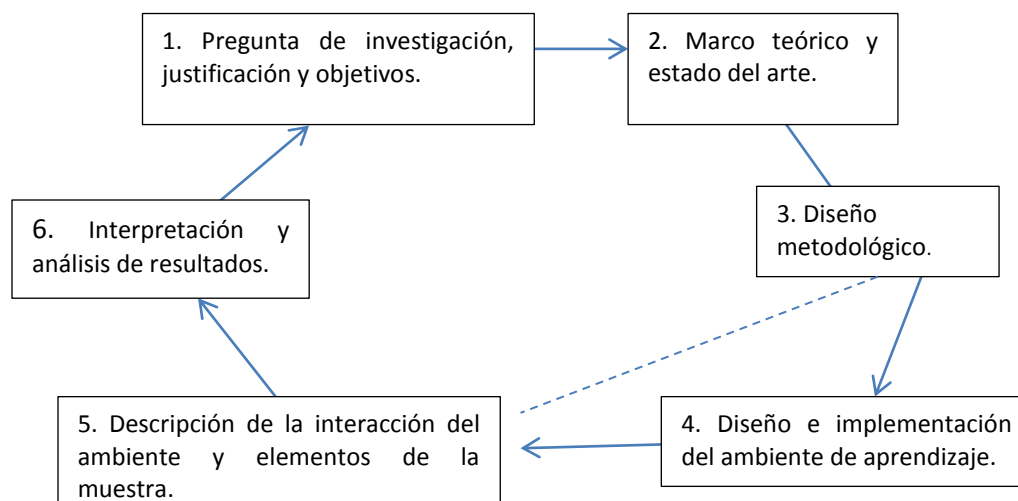 1. Pregunta de investigación,
justificación y objetivos.
2. Marco teórico y
estado del arte.
3. Diseño
metodológico.
4. Diseño e implementación
del ambiente de aprendizaje.
5. Descripción de la interacción del
ambiente y elementos de la
muestra.
6. Interpretación y
análisis de resultados.